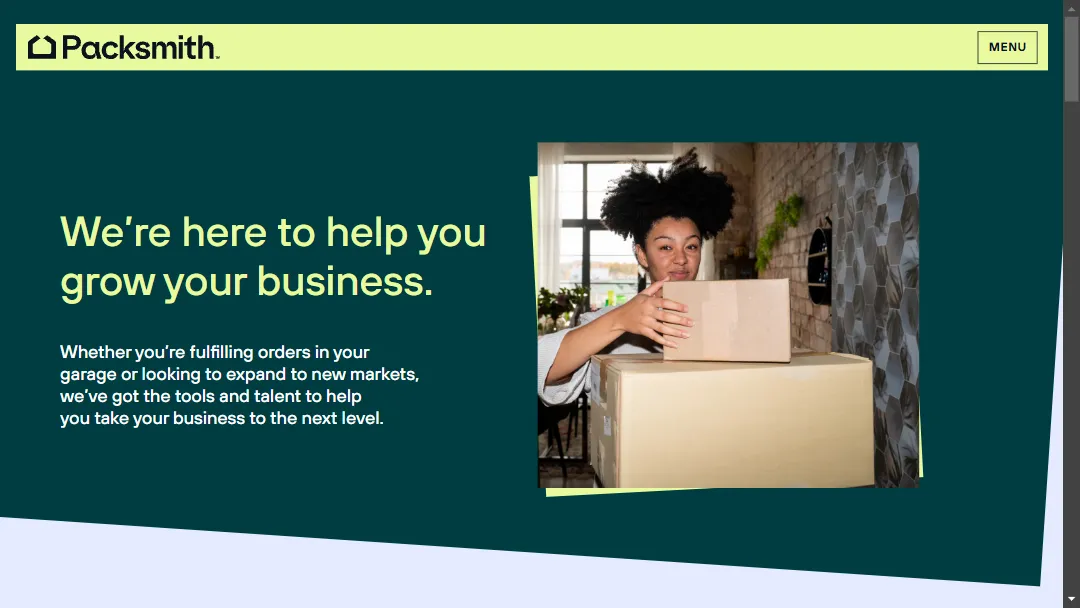 Packsmith
MENU
We’re here to help you
grow your business.
Whether you’re fulfilling orders in your
garage or looking to expand to new markets,
we’ve got the tools and talent to help
you take your business to the next level.